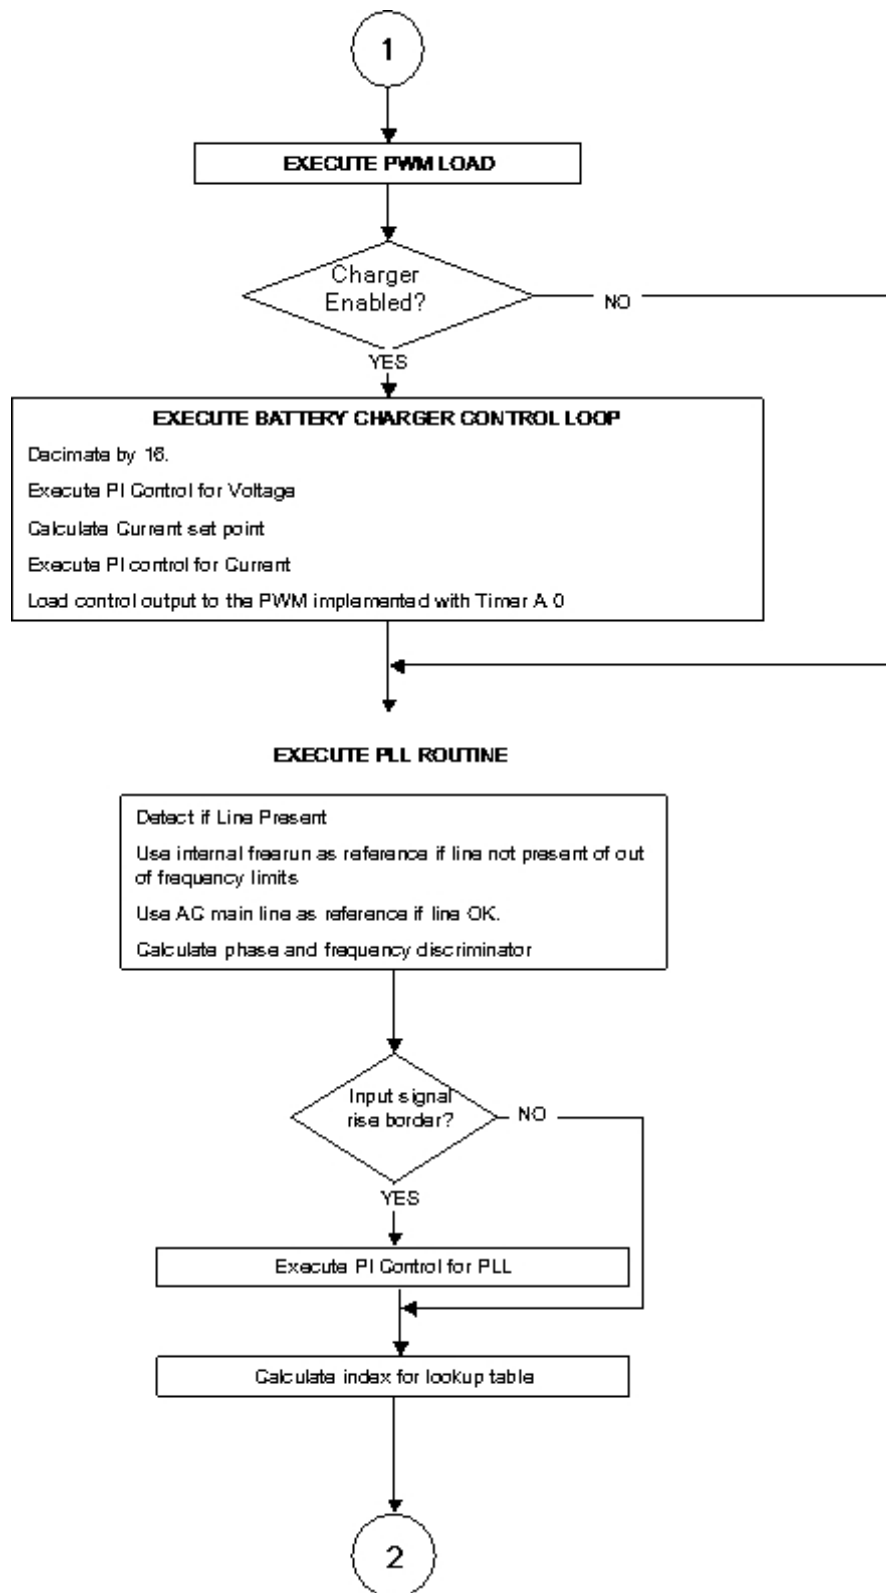 1
EXECUTE PWM LOAD
Charger
Enabled?
NO
YES
EXECUTE BATTERY CHARGER CONTROL LOOP
Decimate by 16.
Execute PI Control for Voltage
Calculate Current set point
Execute PI control for Current
Load control output to the PWM implemented with Timer A 0
EXECUTE PLL ROUTINE
Detect if Line Present
Use internal freerun as reference if line not present of out
of frequency limits
Use AC main line as reference if line OK.
Calculate phase and frequency discriminator
Input signal
rise border?
NO
YES
Execute PI Control for PLL
Calculate index for lookup table
2